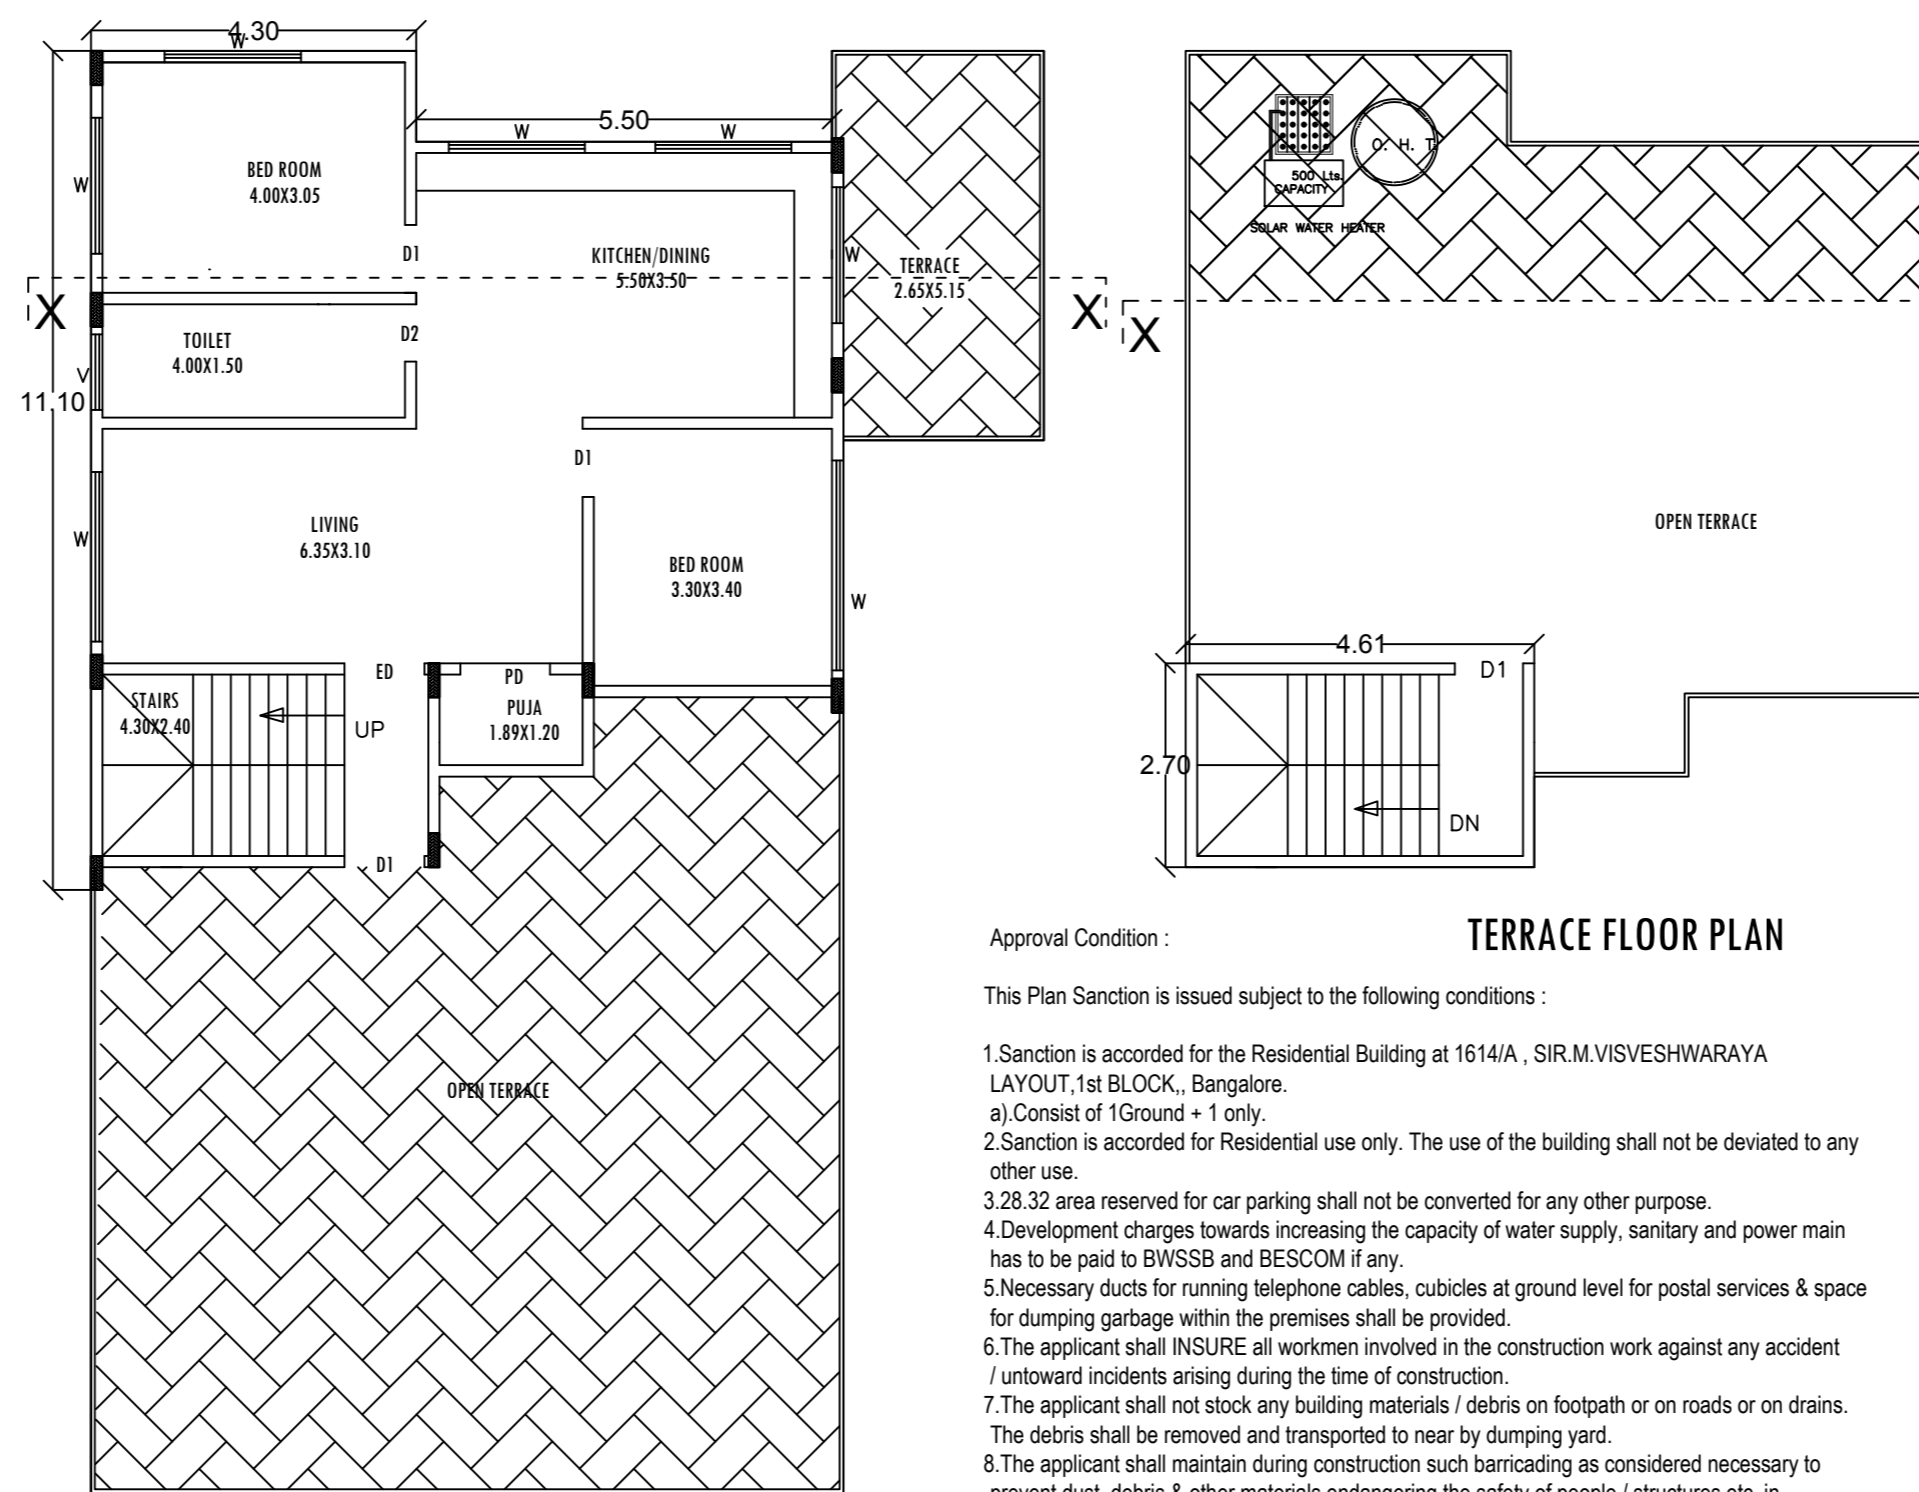 4.30
W
5.50
W
W
BED ROOM
4.00X3.05
W
D1
KITCHEN/DINING
5.50X3.50
W
TERRACE
2.65X5.15
X
X
TOILET
4.00X1.50
D2
V
11.10
D1
LIVING
6.35X3.10
W
BED ROOM
3.30X3.40
W
ED
PD
STAIRS
4.30X2.40
UP
PUJA
1.89X1.20
D1
OPEN TERRACE
O. H. T.
500 Lts.
CAPACITY
SOLAR WATER HEATER
X
OPEN TERRACE
4.61
D1
2.70
DN
TERRACE FLOOR PLAN
Approval Condition :
This Plan Sanction is issued subject to the following conditions :
1.Sanction is accorded for the Residential Building at 1614/A , SIR.M.VISVESHWARAYA
LAYOUT,1st BLOCK,, Bangalore.
a).Consist of 1Ground + 1 only.
2.Sanction is accorded for Residential use only. The use of the building shall not be deviated to any
other use.
3.28.32 area reserved for car parking shall not be converted for any other purpose.
4.Development charges towards increasing the capacity of water supply, sanitary and power main
has to be paid to BWSSB and BESCOM if any.
5.Necessary ducts for running telephone cables, cubicles at ground level for postal services & space
for dumping garbage within the premises shall be provided.
6.The applicant shall INSURE all workmen involved in the construction work against any accident
/ untoward incidents arising during the time of construction.
7.The applicant shall not stock any building materials / debris on footpath or on roads or on drains.
The debris shall be removed and transported to near by dumping yard.
8.The applicant shall maintain during construction such barricading as considered necessary to
prevent dust, debris & other materials endangering the safety of people / structures etc. in